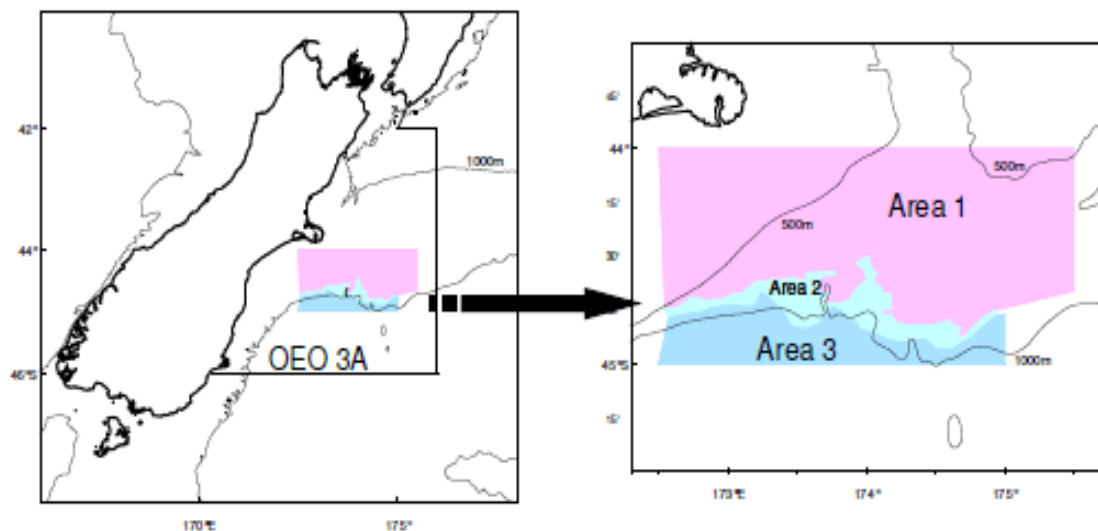 42°
1000m
44°
OEO 3A
46°S
170°E
175°
45'
44°
500m
Area 1
15'
500m
30'
Area 2
Area 3
1000m
45°S
15'
173°E
174°
175°